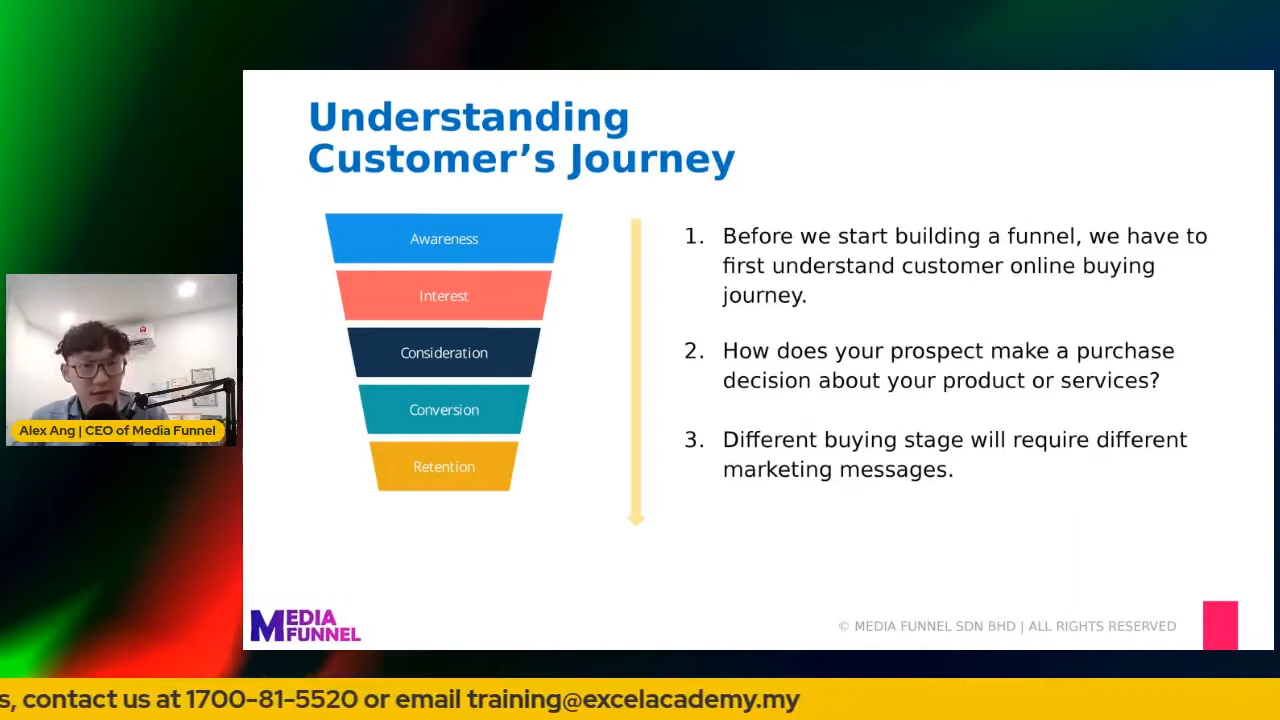 Understanding
Customer’s Journey
Awareness
Interest
Consideration
Conversion
Retention
1. Before we start building a funnel, we have to
first understand customer online buying
journey.
2. How does your prospect make a purchase
decision about your product or services?
3. Different buying stage will require different
marketing messages.
Alex Ang | CEO of Media Funnel
MEDIA
FUNNEL
© MEDIA FUNNEL SDN BHD | ALL RIGHTS RESERVED
s, contact us at 1700-81-5520 or email training@excelacademy.my